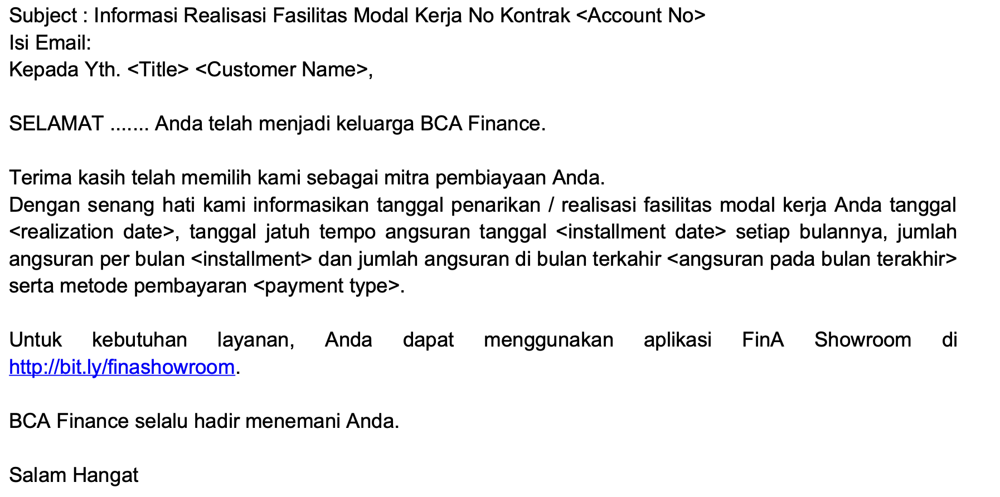 Subject : Informasi Realisasi Fasilitas Modal Kerja No Kontrak <Account No>
Isi Email:
Kepada Yth. <Title> <Customer Name>,
SELAMAT ....... Anda telah menjadi keluarga BCA Finance.
Terima kasih telah memilih kami sebagai mitra pembiayaan Anda.
Dengan senang hati kami informasikan tanggal penarikan / realisasi fasilitas modal kerja Anda tanggal
<realization date>, tanggal jatuh tempo angsuran tanggal <installment date> setiap bulannya, jumlah
angsuran per bulan <installment> dan jumlah angsuran di bulan terkahir <angsuran pada bulan terakhir>
serta metode pembayaran <payment type>.
Untuk kebutuhan layanan, Anda dapat menggunakan aplikasi FinA Showroom di
http://bit.ly/finashowroom.
BCA Finance selalu hadir menemani Anda.
Salam Hangat